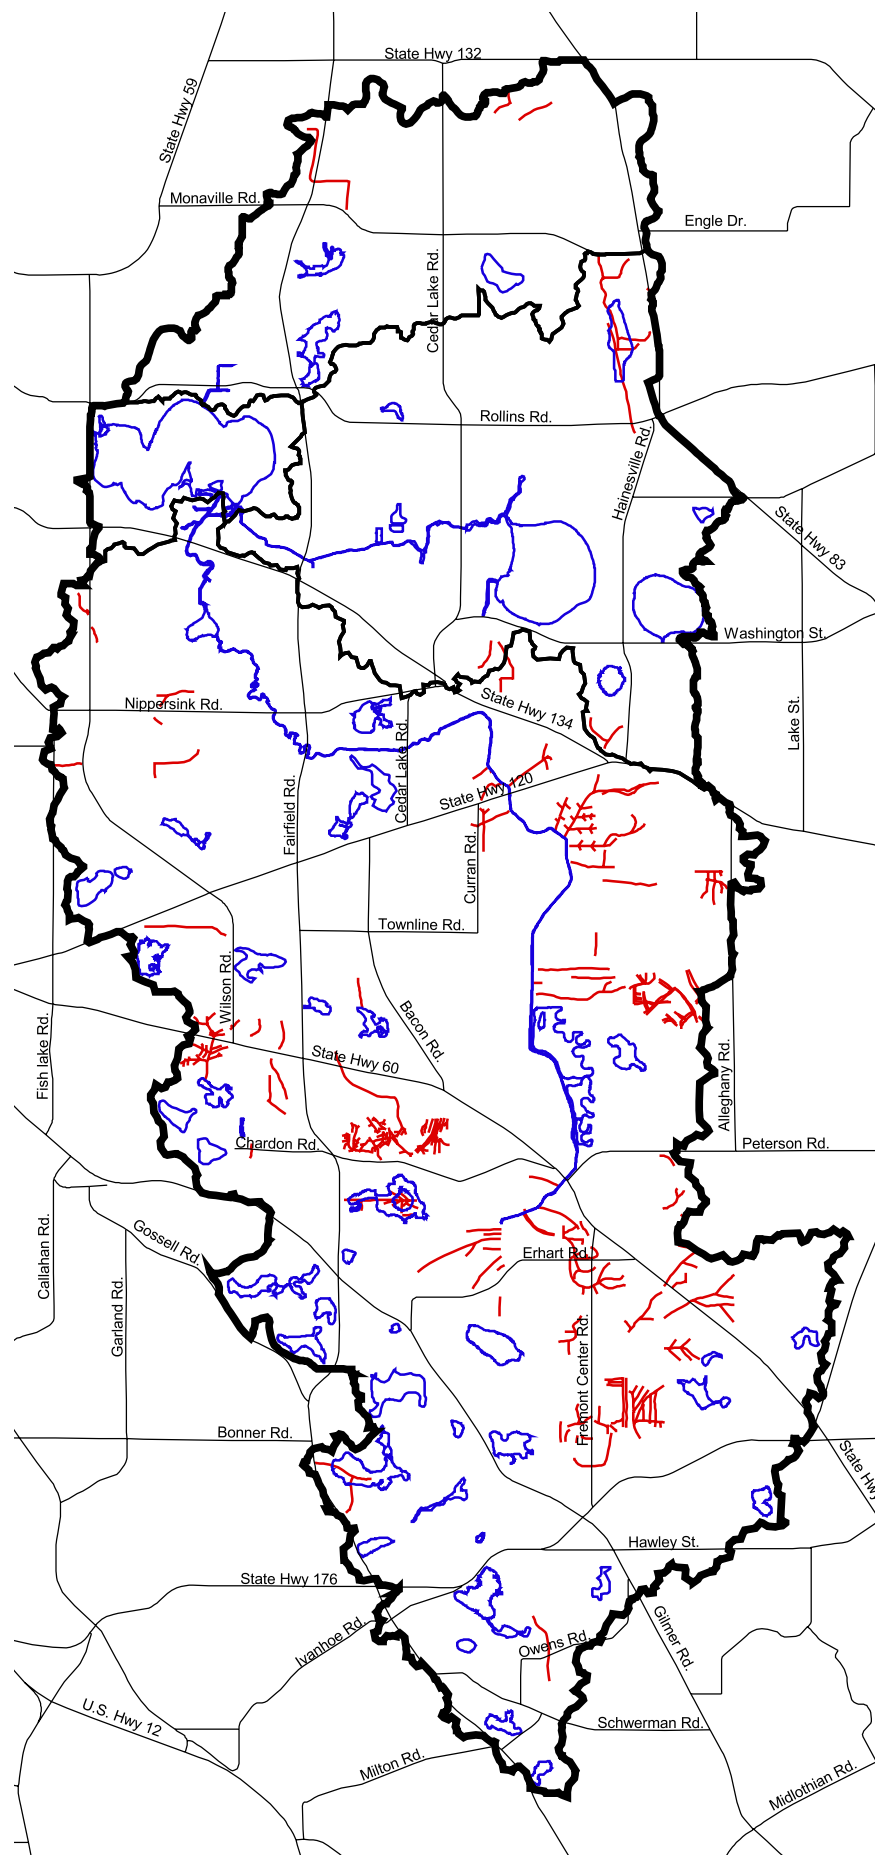 State Hwy 132
State Hwy 59
Monaville Rd.
Engle Dr.
Cedar Lake Rd.
Rollins Rd.
Hainesville Rd.
State Hwy 83
Washington St.
Nippersink Rd.
State Hwy 134
Lake St.
Cedar Lake Rd.
State Hwy 120
Fairfield Rd.
Curran Rd.
Townline Rd.
Wilson Rd.
Bacon Rd.
Fish lake Rd.
State Hwy 60
Alleghany Rd.
Chardon Rd.
Peterson Rd.
Callahan Rd.
Gossell Rd.
Erhart Rd.
Garland Rd.
Fremont Center Rd.
Bonner Rd.
State Hwy
Hawley St.
State Hwy 176
Ivanhoe Rd.
Owens Rd.
Gilmer Rd.
U.S. Hwy 12
Schwerman Rd.
Milton Rd.
Midlothian Rd.